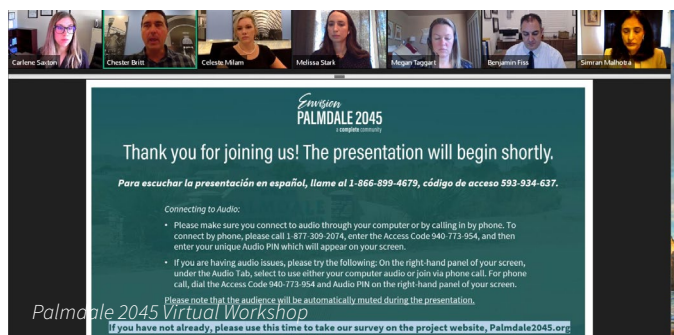 Carlene Saxton
Chester Britt
Celeste Milam
Melissa Stark
Megan Taggart
Benjamin Fiss
Simran Malhotra
Envision
PALMDALE 2045
a complete community
Thank you for joining us! The presentation will begin shortly.
Para escuchar la presentación en español, llame al 1-866-899-4679, código de acceso 593-934-637.
Connecting to Audio:
• Please make sure you connect to audio through your computer or by calling in by phone. To
connect by phone, please call 1-877-309-2074, enter the Access Code 940-773-954, and then
enter your unique Audio PIN which will appear on your screen.
• If you are having audio issues, please try the following: On the right-hand panel of your screen,
under the Audio Tab, select to use either your computer audio or join via phone call. For phone
call, dial the Access Code 940-773-954 and Audio PIN on the right-hand panel of your screen.
Please note that the audience will be automatically muted during the presentation.
Palmdale 2045 Virtual Workshop
If you have not already, please use this time to take our survey on the project website, Palmdale2045.org